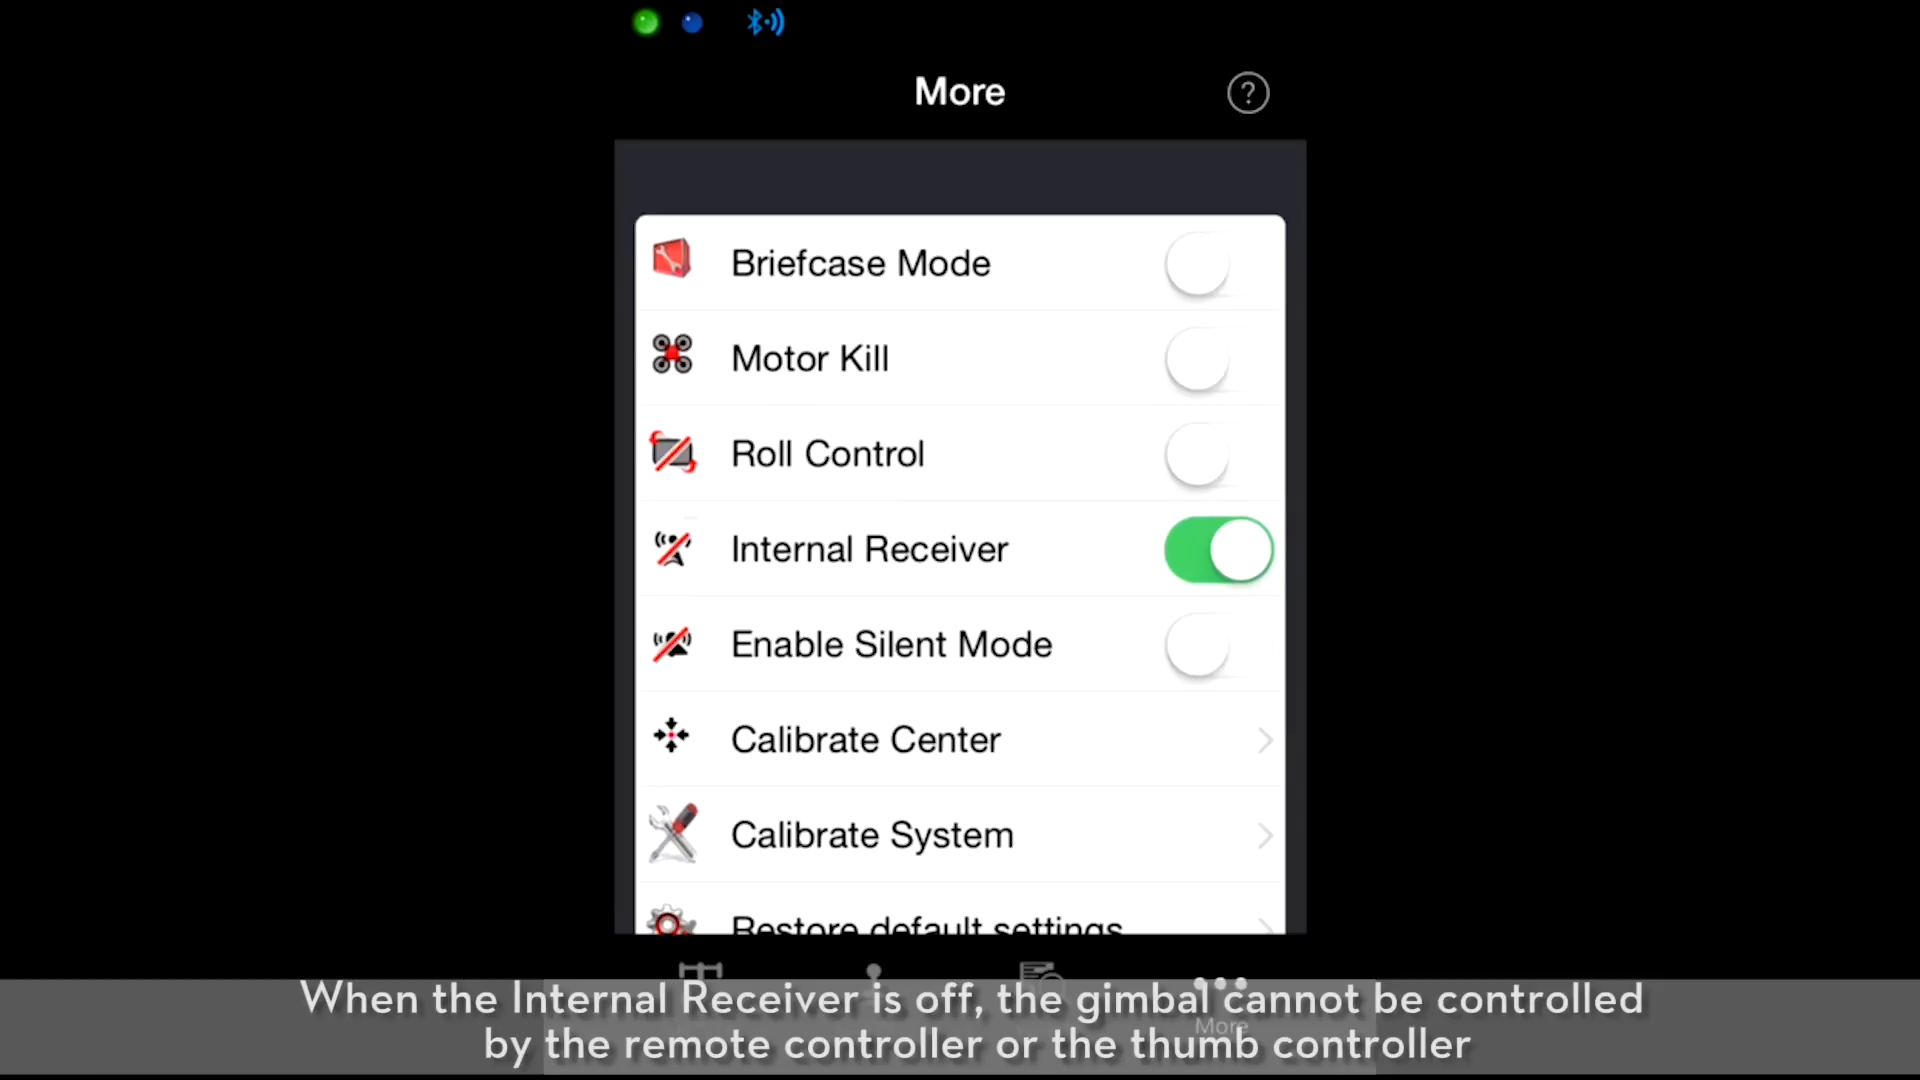 More
?
Briefcase Mode
Motor Kill
Roll Control
Internal Receiver
Enable Silent Mode
Calibrate Center
Calibrate System
Restore default settings
More
When the Internal Receiver is off, the gimbal cannot be controlled
by the remote controller or the thumb controller